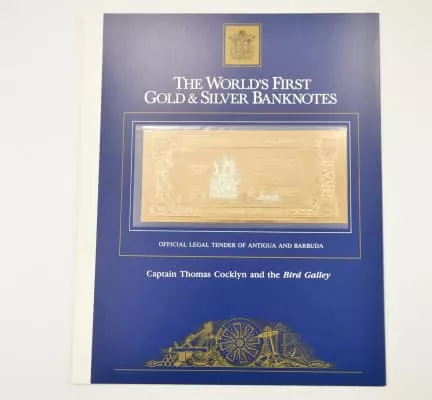 THE WORLD'S FIRST
GOLD & SILVER BANKNOTES
OFFICIAL LEGAL TENDER OF ANTIGUA AND BARBUDA
Captain Thomas Cocklyn and the Bird Galley